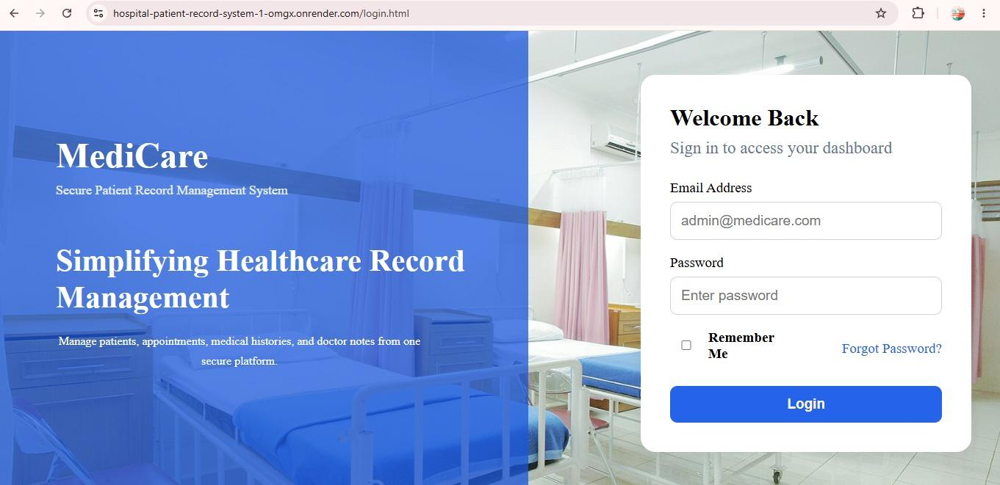 hospital-patient-record-system-1-omgx.onrender.com/login.html
MediCare
Secure Patient Record Management System
Simplifying Healthcare Record
Management
Manage patients, appointments, medical histories, and doctor notes from one
secure platform.
Welcome Back
Sign in to access your dashboard
Email Address
admin@medicare.com
Password
Enter password
Remember
Me
Forgot Password?
Login